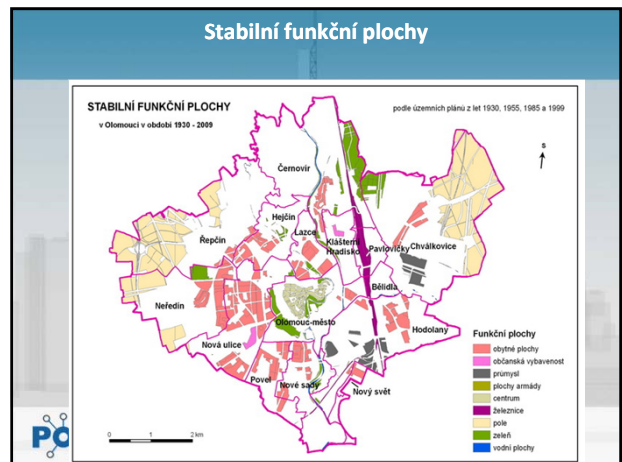 Stabilní funkční plochy
STABILNÍ FUNKČNÍ PLOCHY
v Olomouci v období 1930 - 2009
podle územních plánů z let 1930, 1955, 1985 a 1999
S
Černovír
Hejčín
Lazce
Řepčín
Klášterní
Hradisko
Pavlovičky
Chválkovice
Bělidla
Neředín
Olomouc-město
Hodolany
Nová ulice
Povel
Nové sady
Nový svět
Funkční plochy
obytné plochy
občanská vybavenost
průmysl
plochy armády
centrum
železnice
pole
zeleň
vodní plochy
0 1 2 km